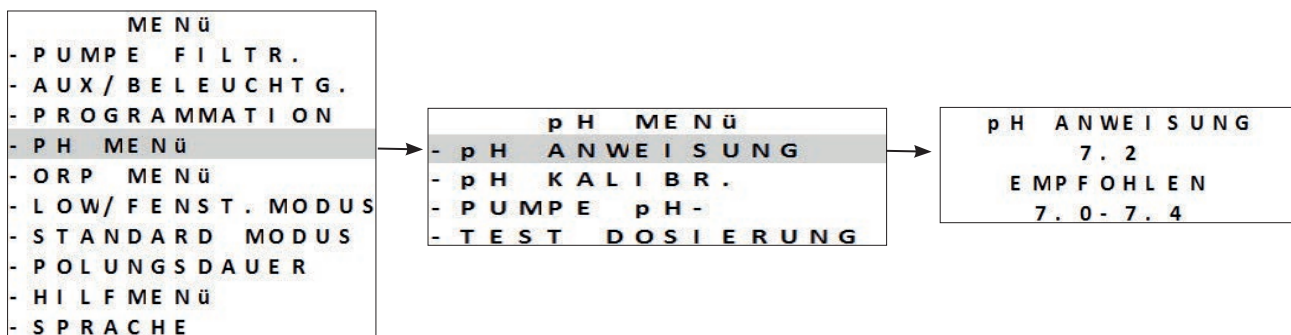 MENü
- PUMPE FILTR.
- AUX/BELEUCHTG.
- PROGRAMMATION
- PH MENü
- ORP MENü
- LOW/FENST.MODUS
- STANDARD MODUS
- POLUNGSDAUER
- HILFMENü
- SPRACHE
pH MENü
- pH ANWEISUNG
- pH KALIBR.
- PUMPE pH-
- TEST DOSIERUNG
pH ANWEISUNG
7.2
EMPFOHLEN
7.0-7.4